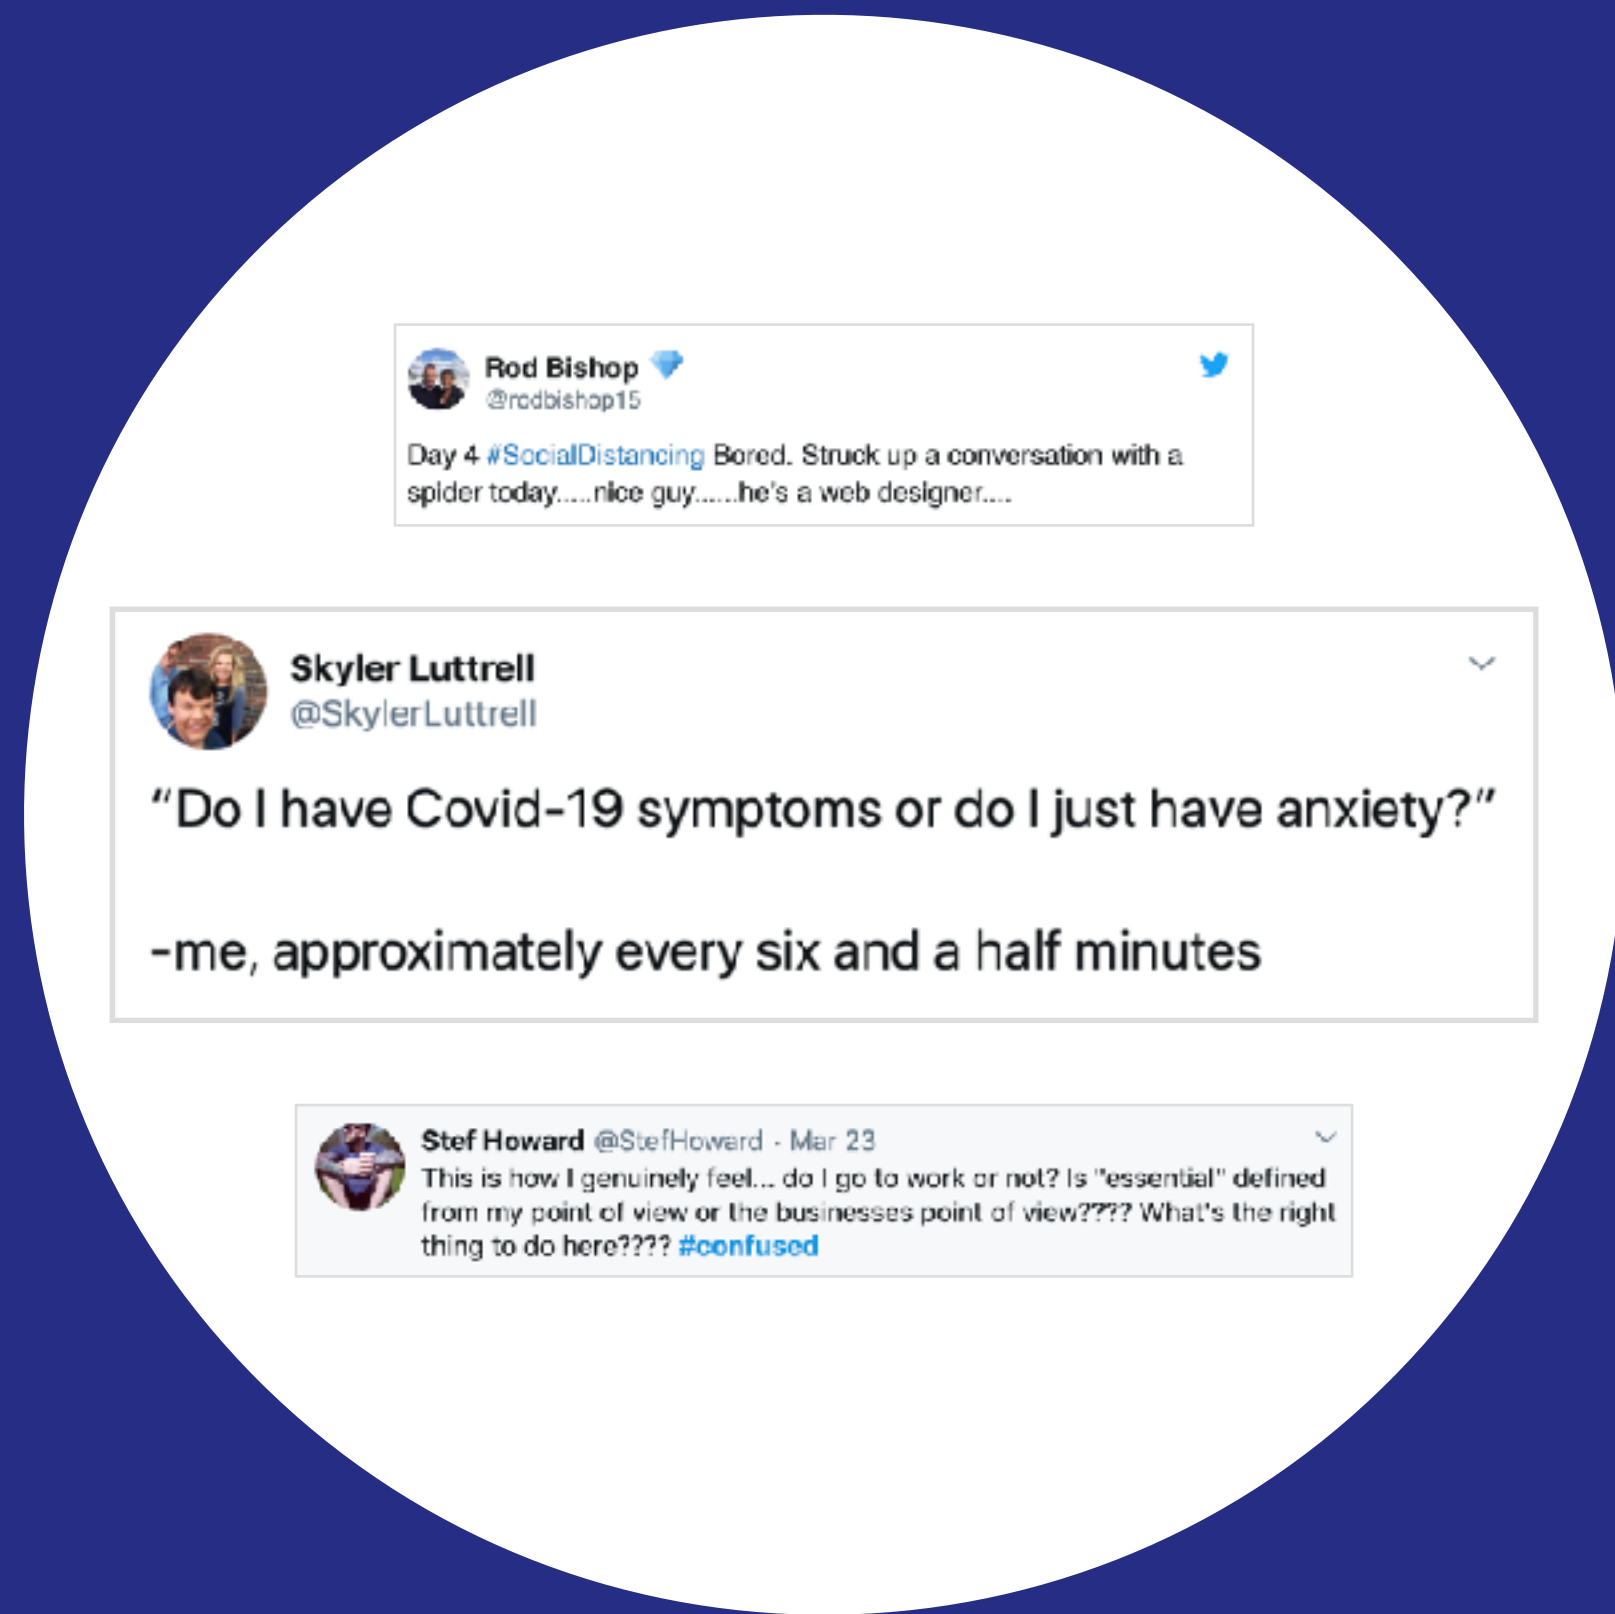 Rod Bishop
@rodbishop15
Day 4 #SocialDistancing Bored. Struck up a conversation with a
spider today.....nice guy......he's a web designer....
Skyler Luttrell
@SkylerLuttrell
“Do I have Covid-19 symptoms or do I just have anxiety?”
-me, approximately every six and a half minutes
Stef Howard @StefHoward · Mar 23
This is how I genuinely feel... do I go to work or not? Is "essential" defined
from my point of view or the businesses point of view???? What's the right
thing to do here???? #confused